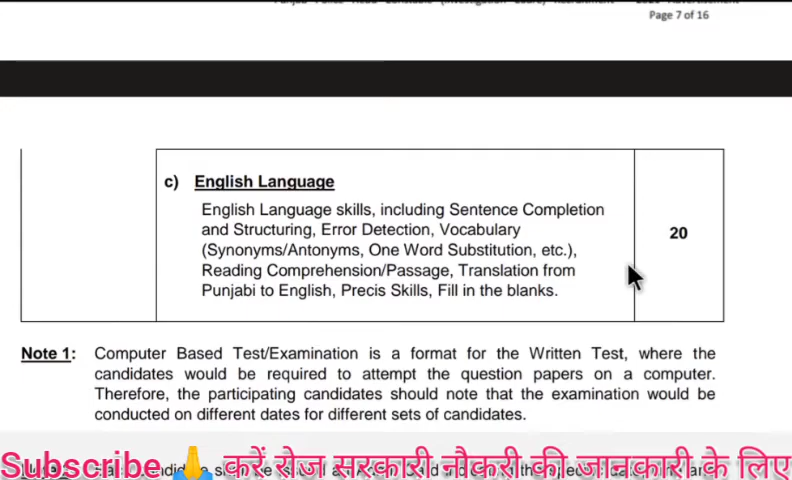 Page 7 of 16
c) English Language
English Language skills, including Sentence Completion
and Structuring, Error Detection, Vocabulary
(Synonyms/Antonyms, One Word Substitution, etc.),
Reading Comprehension/Passage, Translation from
Punjabi to English, Precis Skills, Fill in the blanks.
20
Note 1: Computer Based Test/Examination is a format for the Written Test, where the
candidates would be required to attempt the question papers on a computer.
Therefore, the participating candidates should note that the examination would be
conducted on different dates for different sets of candidates.
Subscribe 🙏 करें रोज सरकारी नौकरी की जानकारी के लिए